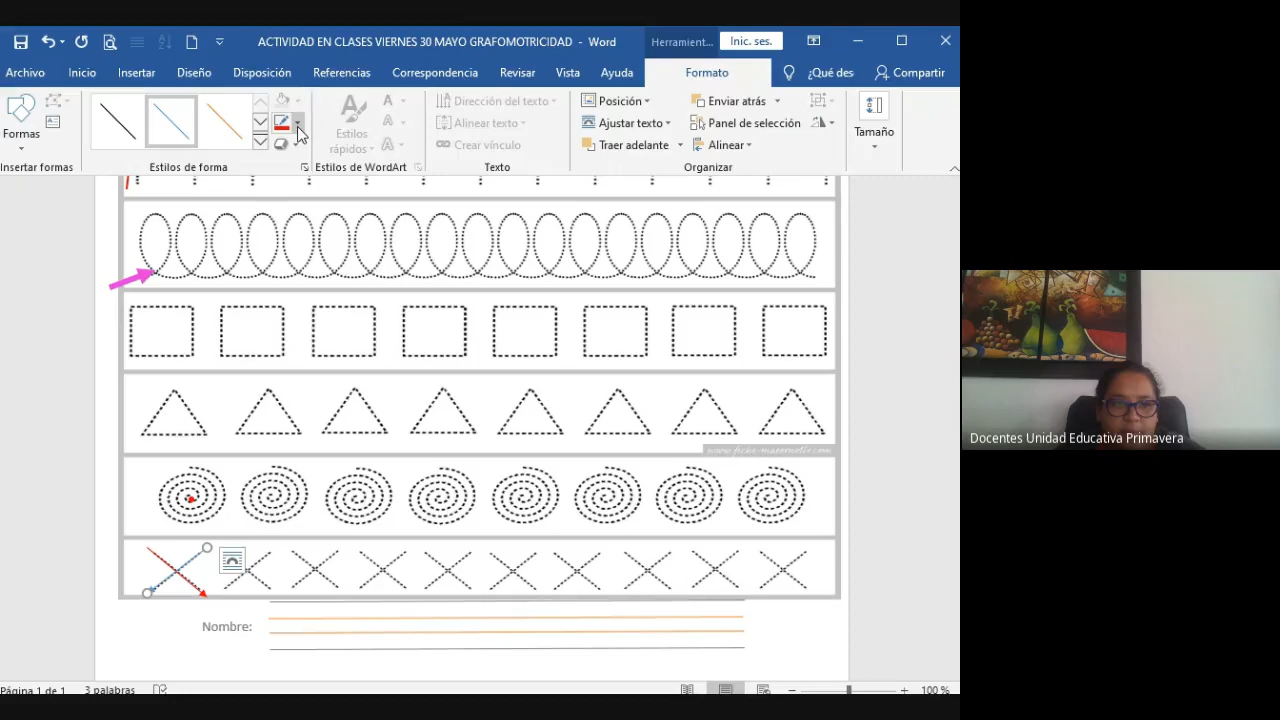 ACTIVIDAD EN CLASES VIERNES 30 MAYO GRAFOMOTRICIDAD - Word
Herramient...
Inic. ses.
Archivo Inicio Insertar Diseño Disposición Referencias Correspondencia Revisar Vista Ayuda Formato ¿Qué des Compartir
Formas
Insertar formas
Estilos de forma
Estilos rápidos
Estilos de WordArt
Dirección del texto
Alinear texto
Crear vínculo
Texto
Posición
Ajustar texto
Traer adelante
Enviar atrás
Panel de selección
Alinear
Organizar
Tamaño
Nombre:
Página 1 de 1 3 palabras
100 %
Docentes Unidad Educativa Primavera